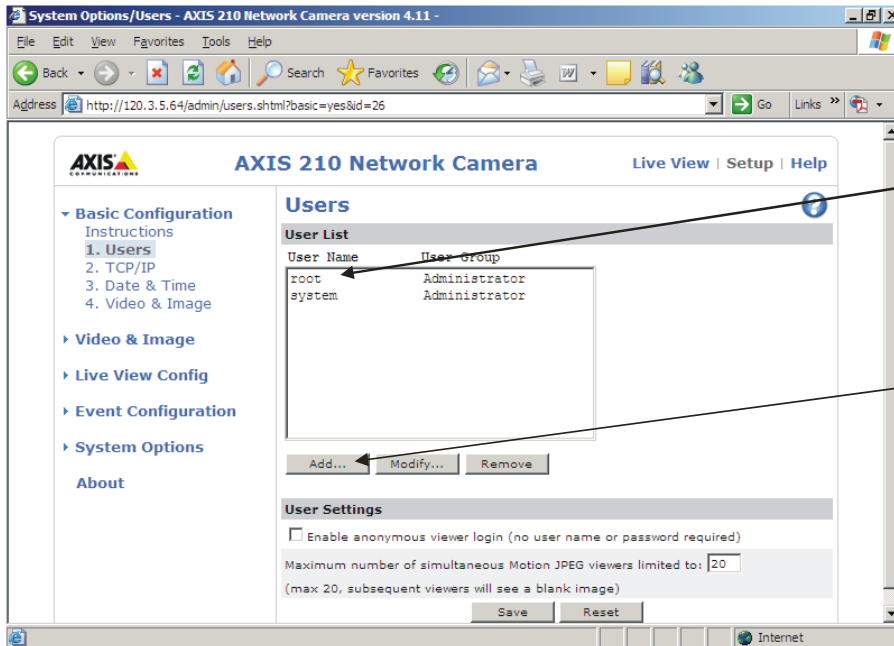 System Options/Users - AXIS 210 Network Camera version 4.11 -
File Edit View Favorites Tools Help
Back Search Favorites
Address http://120.3.5.64/admin/users.shtml?basic=yes&id=26 Go Links »
AXIS COMMUNICATIONS
AXIS 210 Network Camera
Live View | Setup | Help
Basic Configuration
Instructions
1. Users
2. TCP/IP
3. Date & Time
4. Video & Image
Video & Image
Live View Config
Event Configuration
System Options
About
Users
?
User List
User Name User Group
root Administrator
system Administrator
Add... Modify... Remove
User Settings
Enable anonymous viewer login (no user name or password required)
Maximum number of simultaneous Motion JPEG viewers limited to: 20
(max 20, subsequent viewers will see a blank image)
Save Reset
Internet